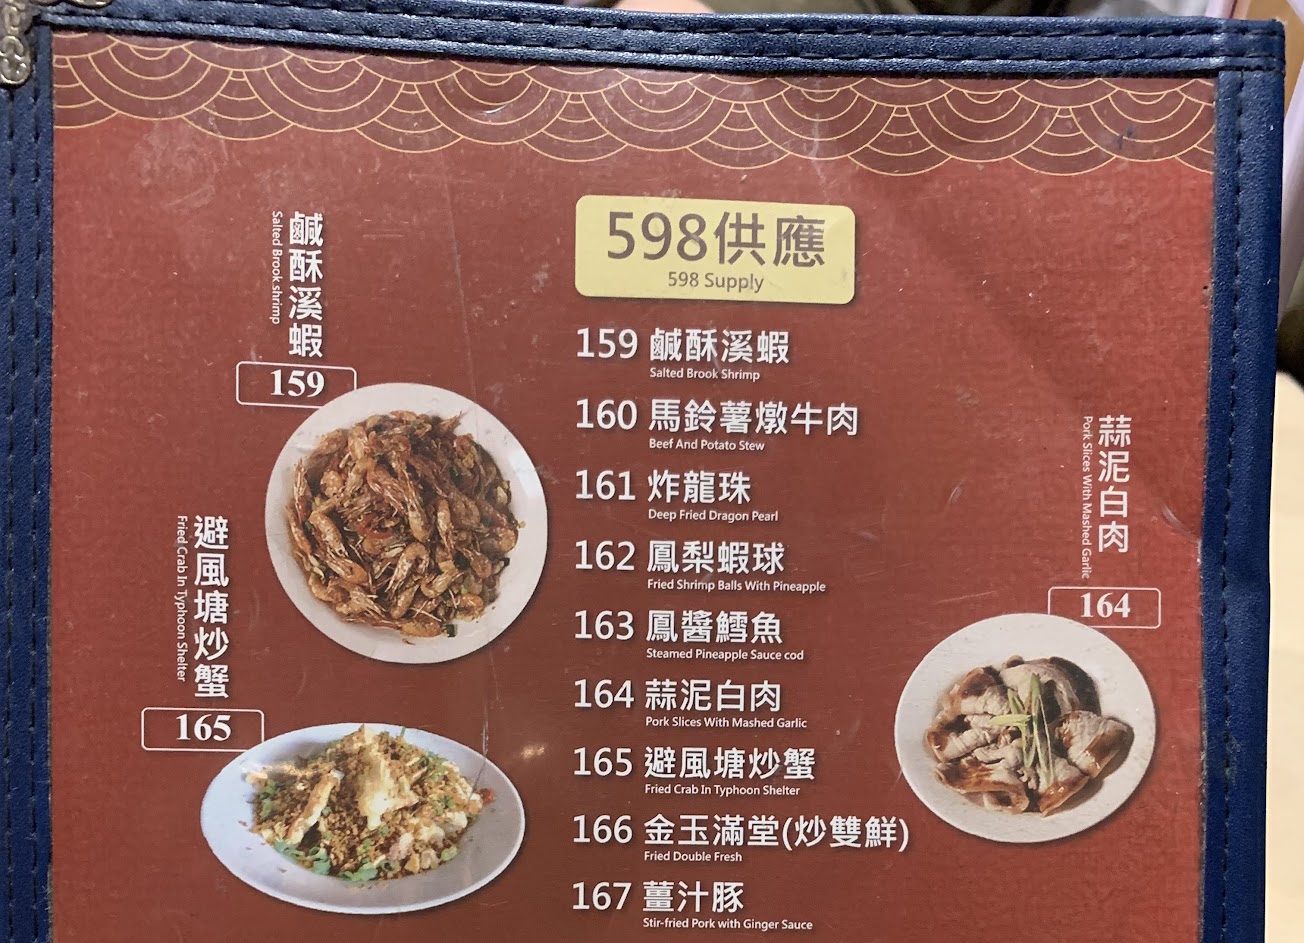 598供應
598 Supply
鹹酥溪蝦
Salted Brook shrimp
159
避風塘炒蟹
Fried Crab In Typhoon Shelter
165
159 鹹酥溪蝦
Salted Brook Shrimp
160 馬鈴薯燉牛肉
Beef And Potato Stew
161 炸龍珠
Deep Fried Dragon Pearl
162 鳳梨蝦球
Fried Shrimp Balls With Pineapple
163 鳳醬鱈魚
Steamed Pineapple Sauce cod
164 蒜泥白肉
Pork Slices With Mashed Garlic
165 避風塘炒蟹
Fried Crab In Typhoon Shelter
166 金玉滿堂(炒雙鮮)
Fried Double Fresh
167 薑汁豚
Stir-fried Pork with Ginger Sauce
蒜泥白肉
Pork Slices With Mashed Garlic
164